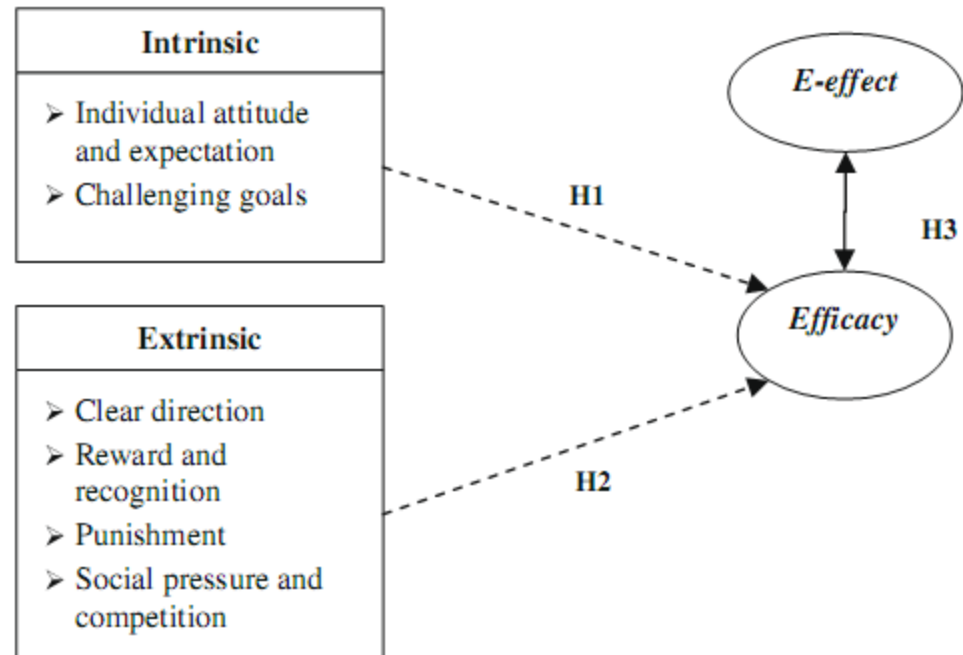 Intrinsic
➢ Individual attitude
and expectation
➢ Challenging goals
Extrinsic
➢ Clear direction
➢ Reward and
recognition
➢ Punishment
➢ Social pressure and
competition
H1
H2
E-effect
H3
Efficacy